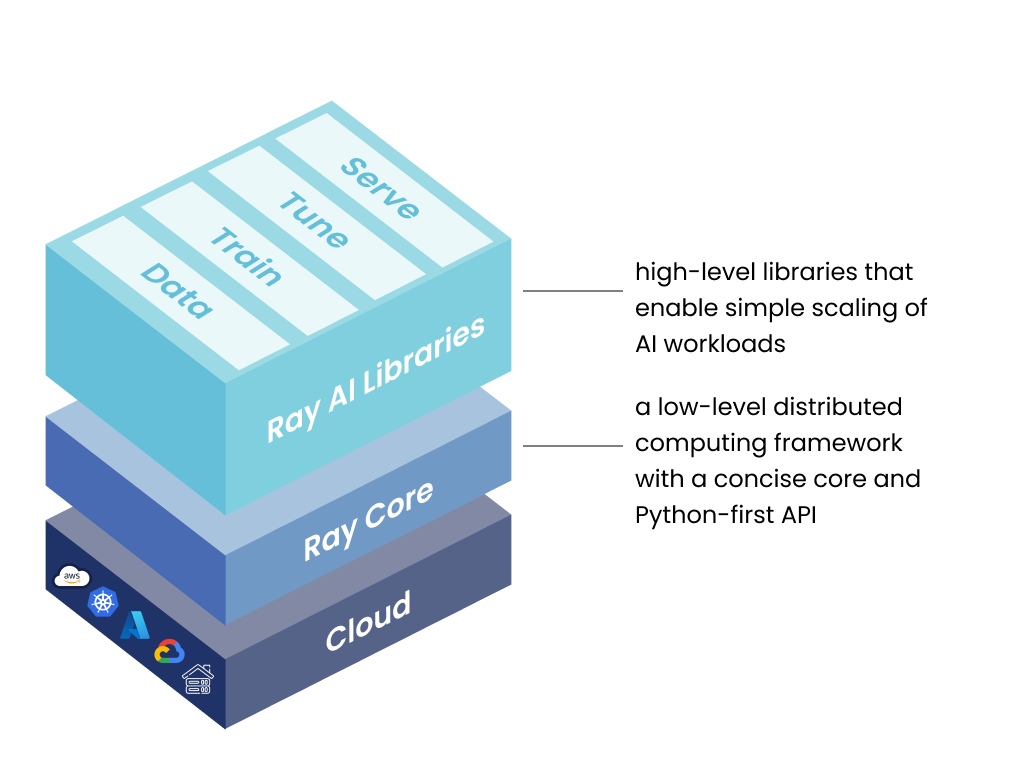 Serve
Tune
Train
Data
Ray AI Libraries
high-level libraries that
enable simple scaling of
AI workloads
Ray Core
a low-level distributed
computing framework
with a concise core and
Python-first API
Cloud
aws